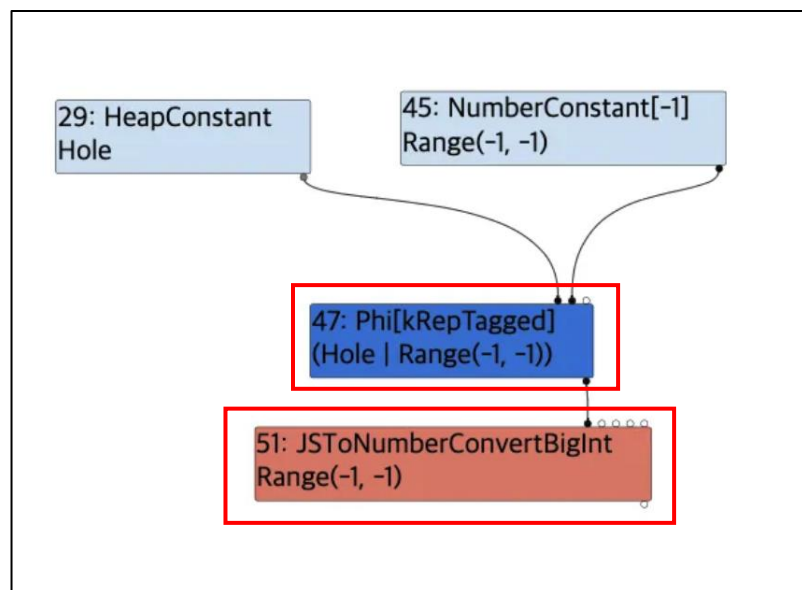 29: HeapConstant
Hole
45: NumberConstant[-1]
Range(-1, -1)
47: Phi[kRepTagged]
(Hole | Range(-1, -1))
51: JSToNumberConvertBigInt
Range(-1, -1)